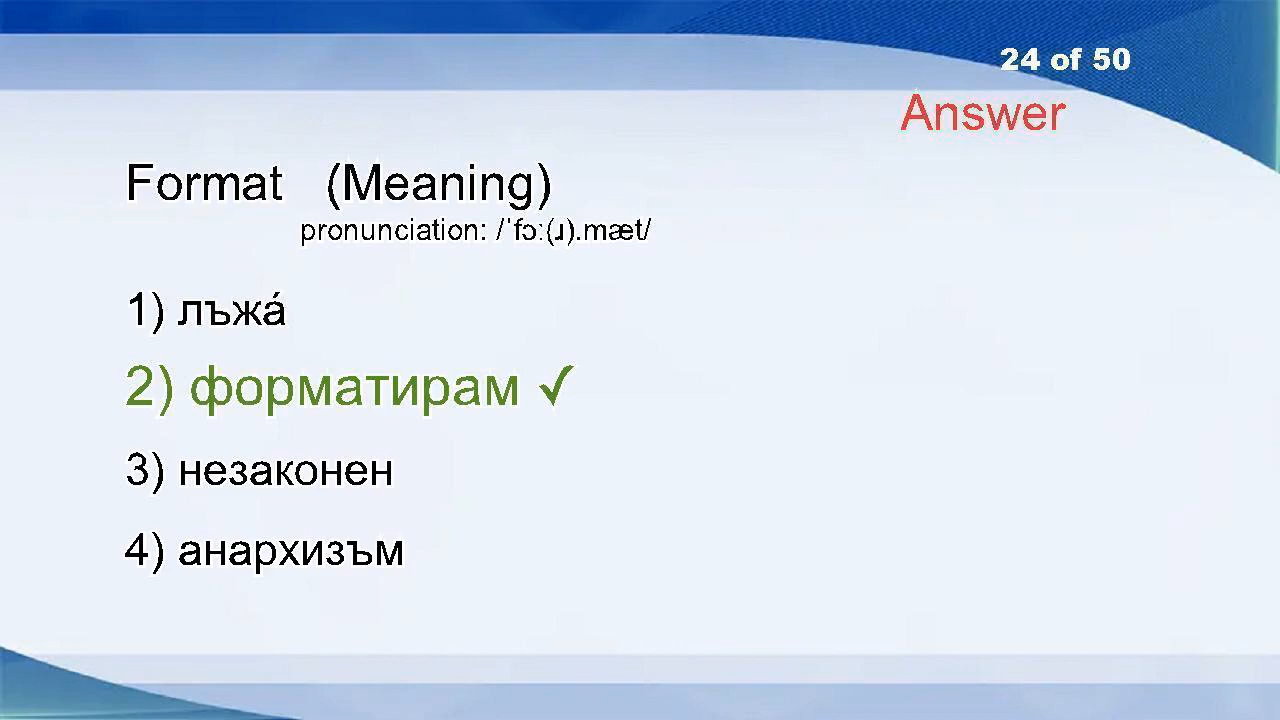 24 of 50
Answer
Format (Meaning)
pronunciation: /ˈfɔː(ɹ).mæt/
1) лъжа́
2) форматирам ✓
3) незаконен
4) анархизъм